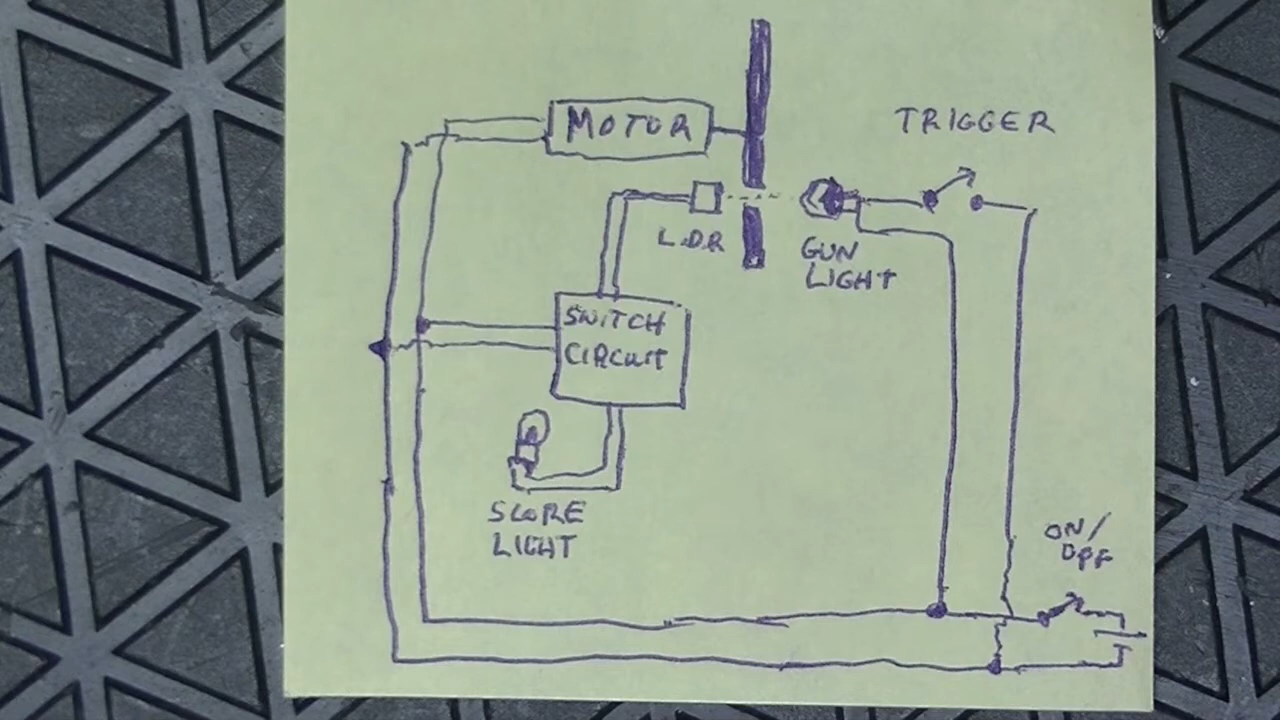 MOTOR
TRIGGER
L.D.R
GUN
LIGHT
SWITCH
CIRCUIT
SCORE
LIGHT
ON/
OFF